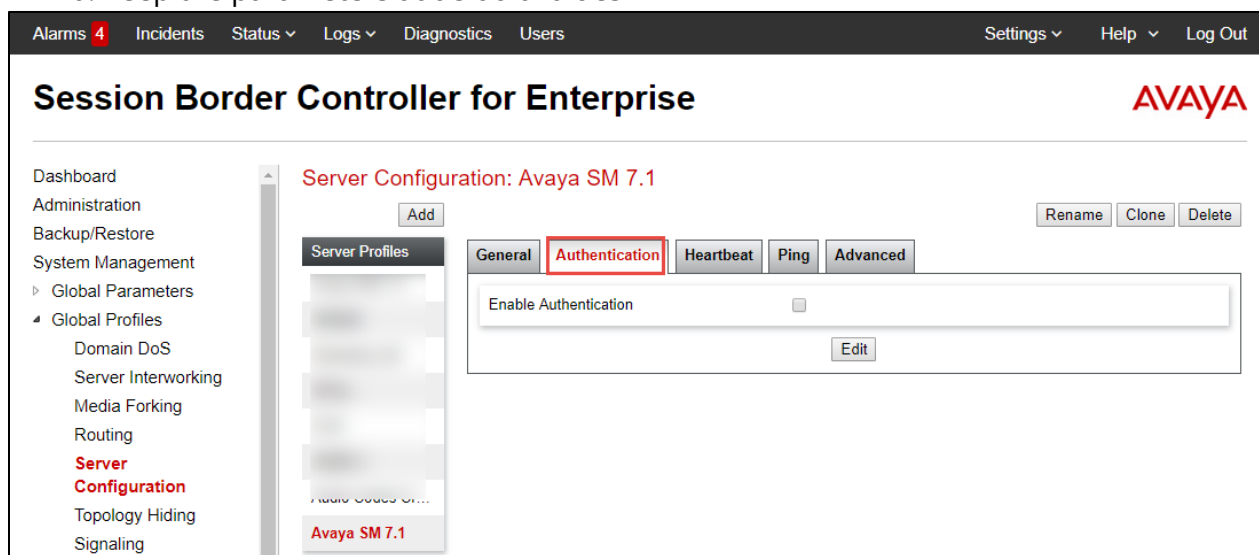 Alarms 4 Incidents Status Logs Diagnostics Users Settings Help Log Out
Session Border Controller for Enterprise
AVAYA
Dashboard
Administration
Backup/Restore
System Management
Global Parameters
Global Profiles
Domain DoS
Server Interworking
Media Forking
Routing
Server
Configuration
Topology Hiding
Signaling
Server Configuration: Avaya SM 7.1
Add
Rename Clone Delete
Server Profiles
Avaya SM 7.1
General Authentication Heartbeat Ping Advanced
Enable Authentication
Edit